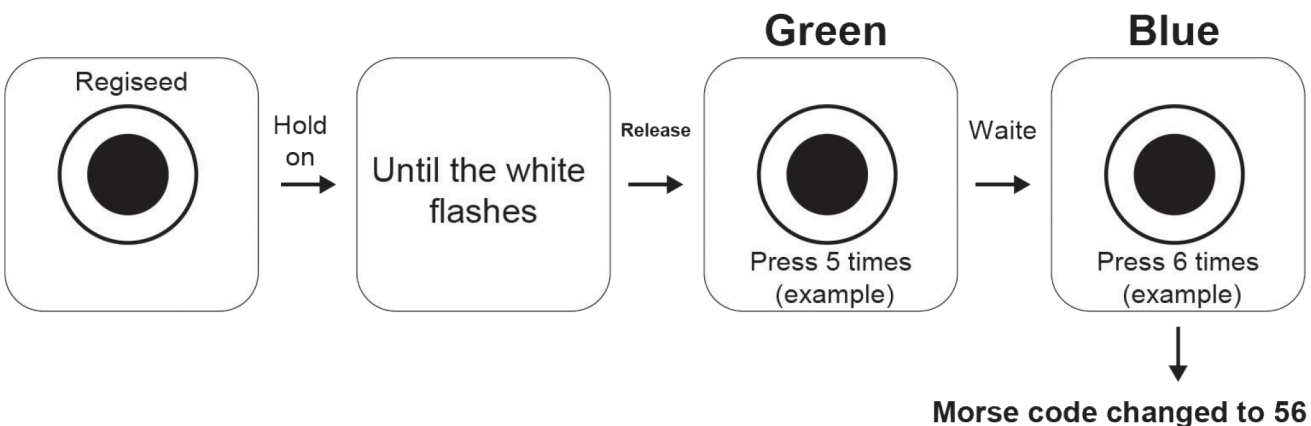 Regiseed
Hold
on
Until the white
flashes
Release
Green
Press 5 times
(example)
Waite
Blue
Press 6 times
(example)
Morse code changed to 56